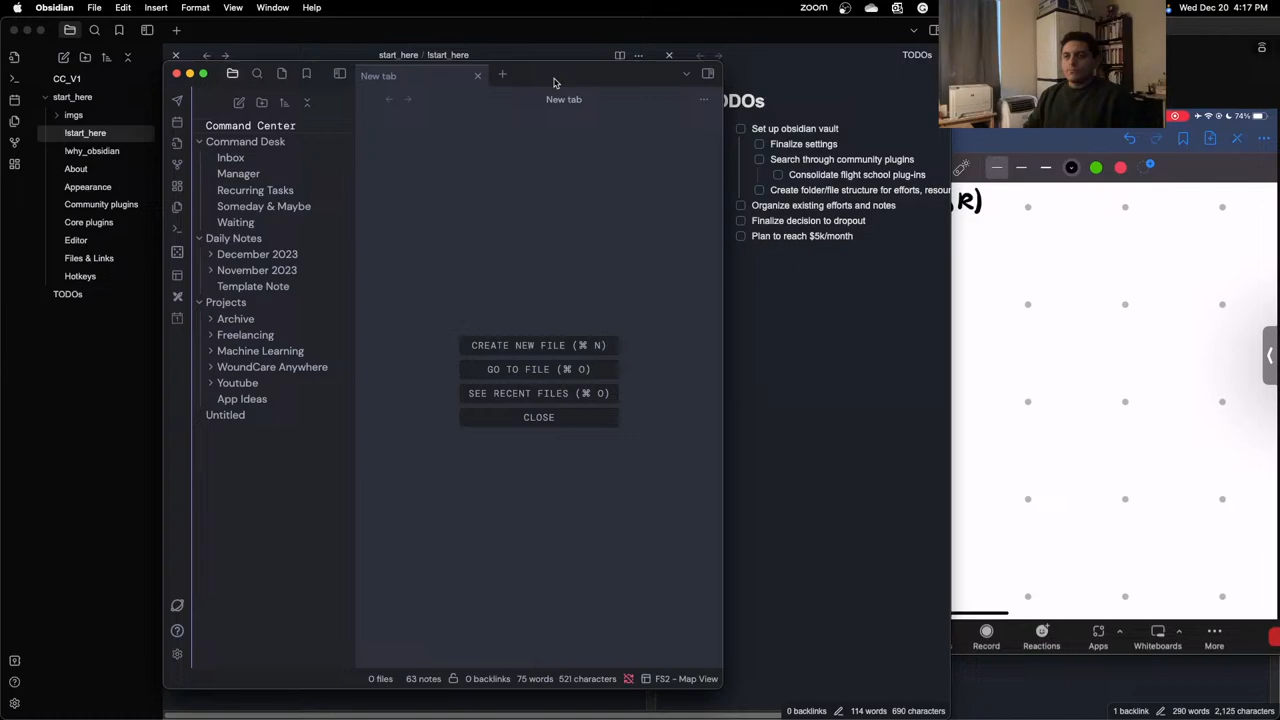 Obsidian File Edit Insert Format View Window Help
zoom Wed Dec 20 4:17 PM
start_here / !start_here
TODOs
CC_V1
start_here
imgs
!start_here
!why_obsidian
About
Appearance
Community plugins
Core plugins
Editor
Files & Links
Hotkeys
TODOs
New tab
New tab
Command Center
Command Desk
Inbox
Manager
Recurring Tasks
Someday & Maybe
Waiting
Daily Notes
December 2023
November 2023
Template Note
Projects
Archive
Freelancing
Machine Learning
WoundCare Anywhere
Youtube
App Ideas
Untitled
CREATE NEW FILE (⌘ N)
GO TO FILE (⌘ O)
SEE RECENT FILES (⌘ O)
CLOSE
0 files 63 notes 0 backlinks 75 words 521 characters FS2 - Map View
ODOs
Set up obsidian vault
Finalize settings
Search through community plugins
Consolidate flight school plug-ins
Create folder/file structure for efforts, resour
Organize existing efforts and notes
Finalize decision to dropout
Plan to reach $5k/month
0 backlinks 114 words 690 characters
74%
R)
Record Reactions Apps Whiteboards More
1 backlink 290 words 2,125 characters